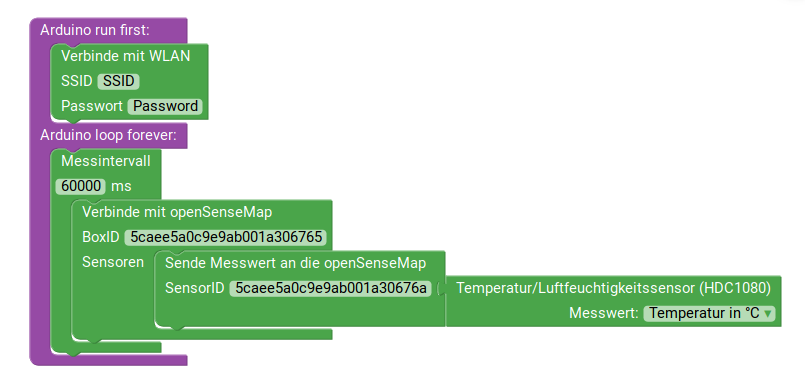 Arduino run first:
Verbinde mit WLAN
SSID SSID
Passwort Password
Arduino loop forever:
Messintervall
60000 ms
Verbinde mit openSenseMap
BoxID 5caee5a0c9e9ab001a306765
Sensoren Sende Messwert an die openSenseMap
SensorID 5caee5a0c9e9ab001a30676a Temperatur/Luftfeuchtigkeitssensor (HDC1080)
Messwert: Temperatur in °C